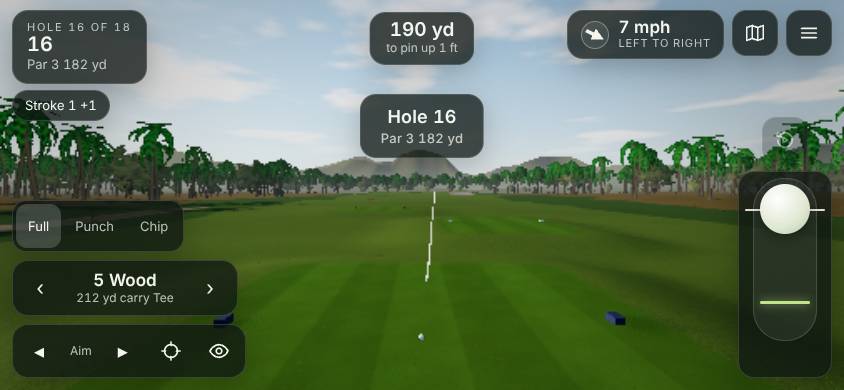 HOLE 16 OF 18
16
Par 3 182 yd
Stroke 1 +1
190 yd
to pin up 1 ft
7 mph
LEFT TO RIGHT
Hole 16
Par 3 182 yd
Full
Punch
Chip
5 Wood
212 yd carry Tee
Aim